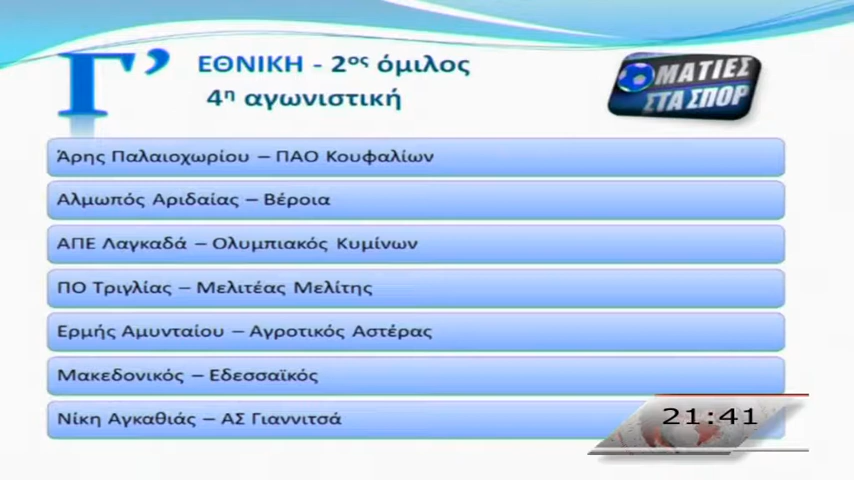 Γ' ΕΘΝΙΚΗ - 2ος όμιλος
4η αγωνιστική
ΜΑΤΙΕΣ
ΣΤΑ ΣΠΟΡ
Άρης Παλαιοχωρίου – ΠΑΟ Κουφαλίων
Αλμωπός Αριδαίας – Βέροια
ΑΠΕ Λαγκαδά – Ολυμπιακός Κυμίνων
ΠΟ Τριγλίας – Μελιτέας Μελίτης
Ερμής Αμυνταίου – Αγροτικός Αστέρας
Μακεδονικός – Εδεσσαϊκός
Νίκη Αγκαθιάς – ΑΣ Γιαννιτσά
21:41